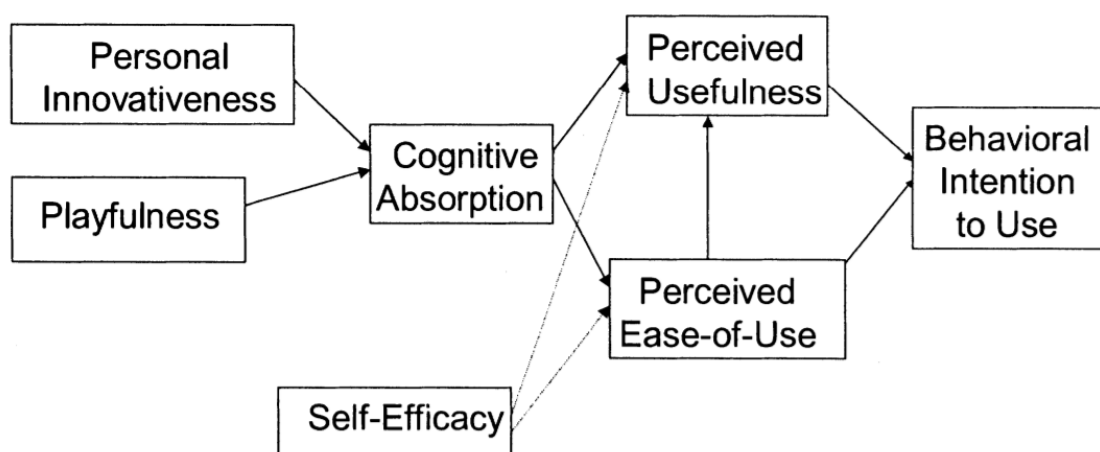 Personal
Innovativeness
Playfulness
Cognitive
Absorption
Self-Efficacy
Perceived
Usefulness
Perceived
Ease-of-Use
Behavioral
Intention
to Use